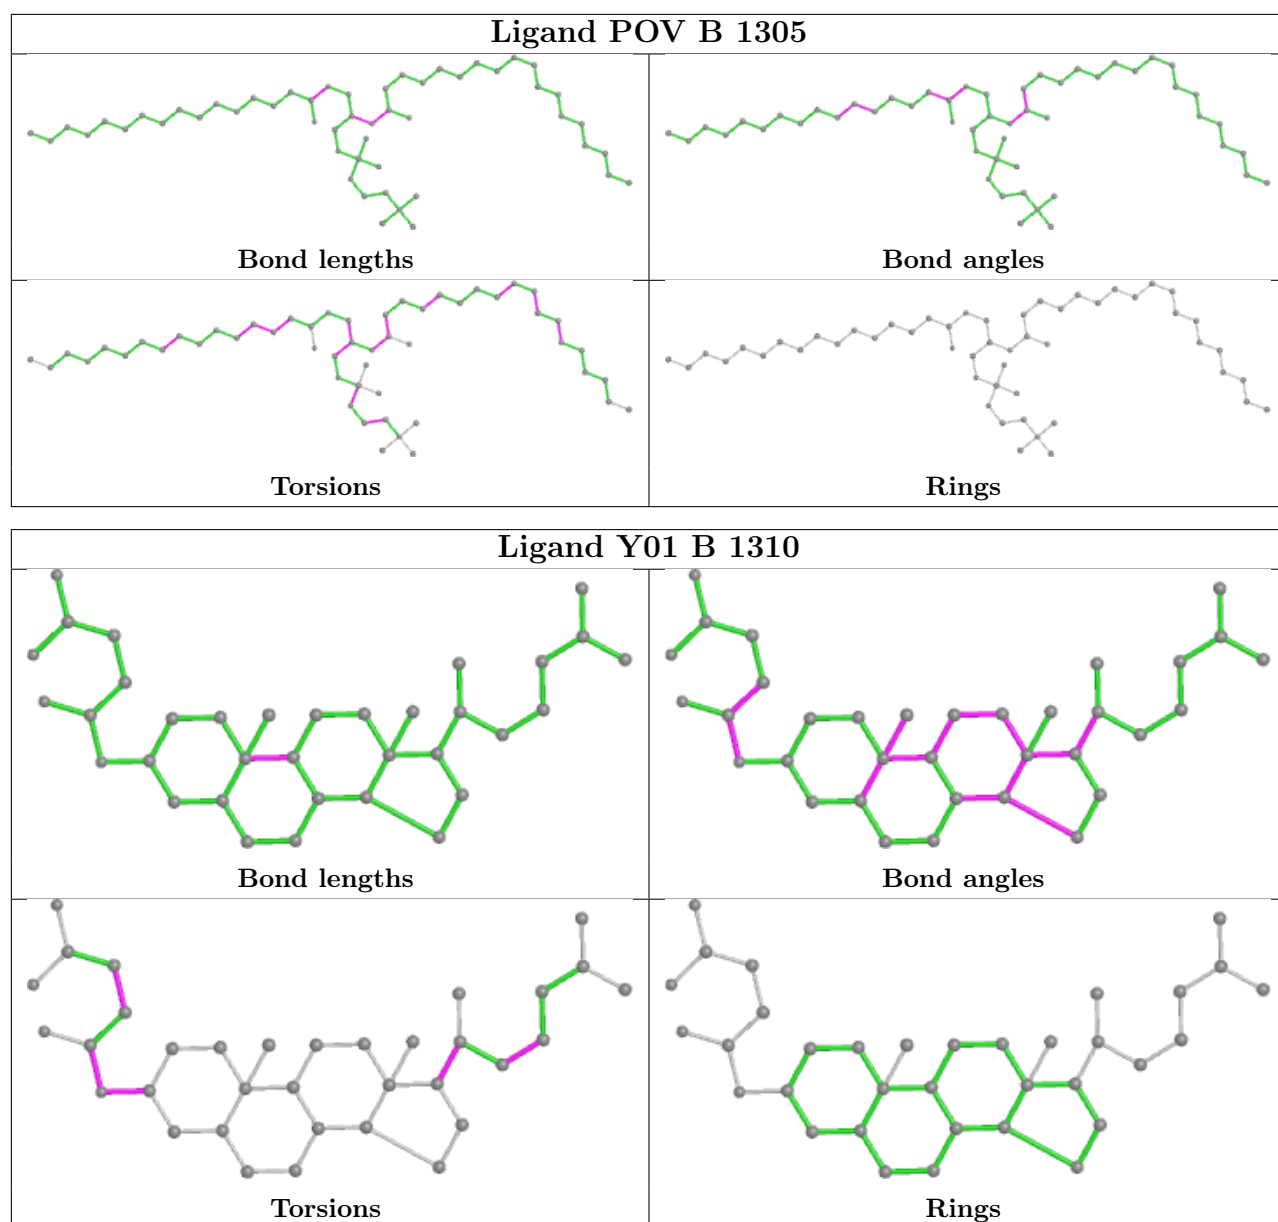 Ligand POV B 1305
Bond lengths
Bond angles
Torsions
Rings
Ligand Y01 B 1310
Bond lengths
Bond angles
Torsions
Rings